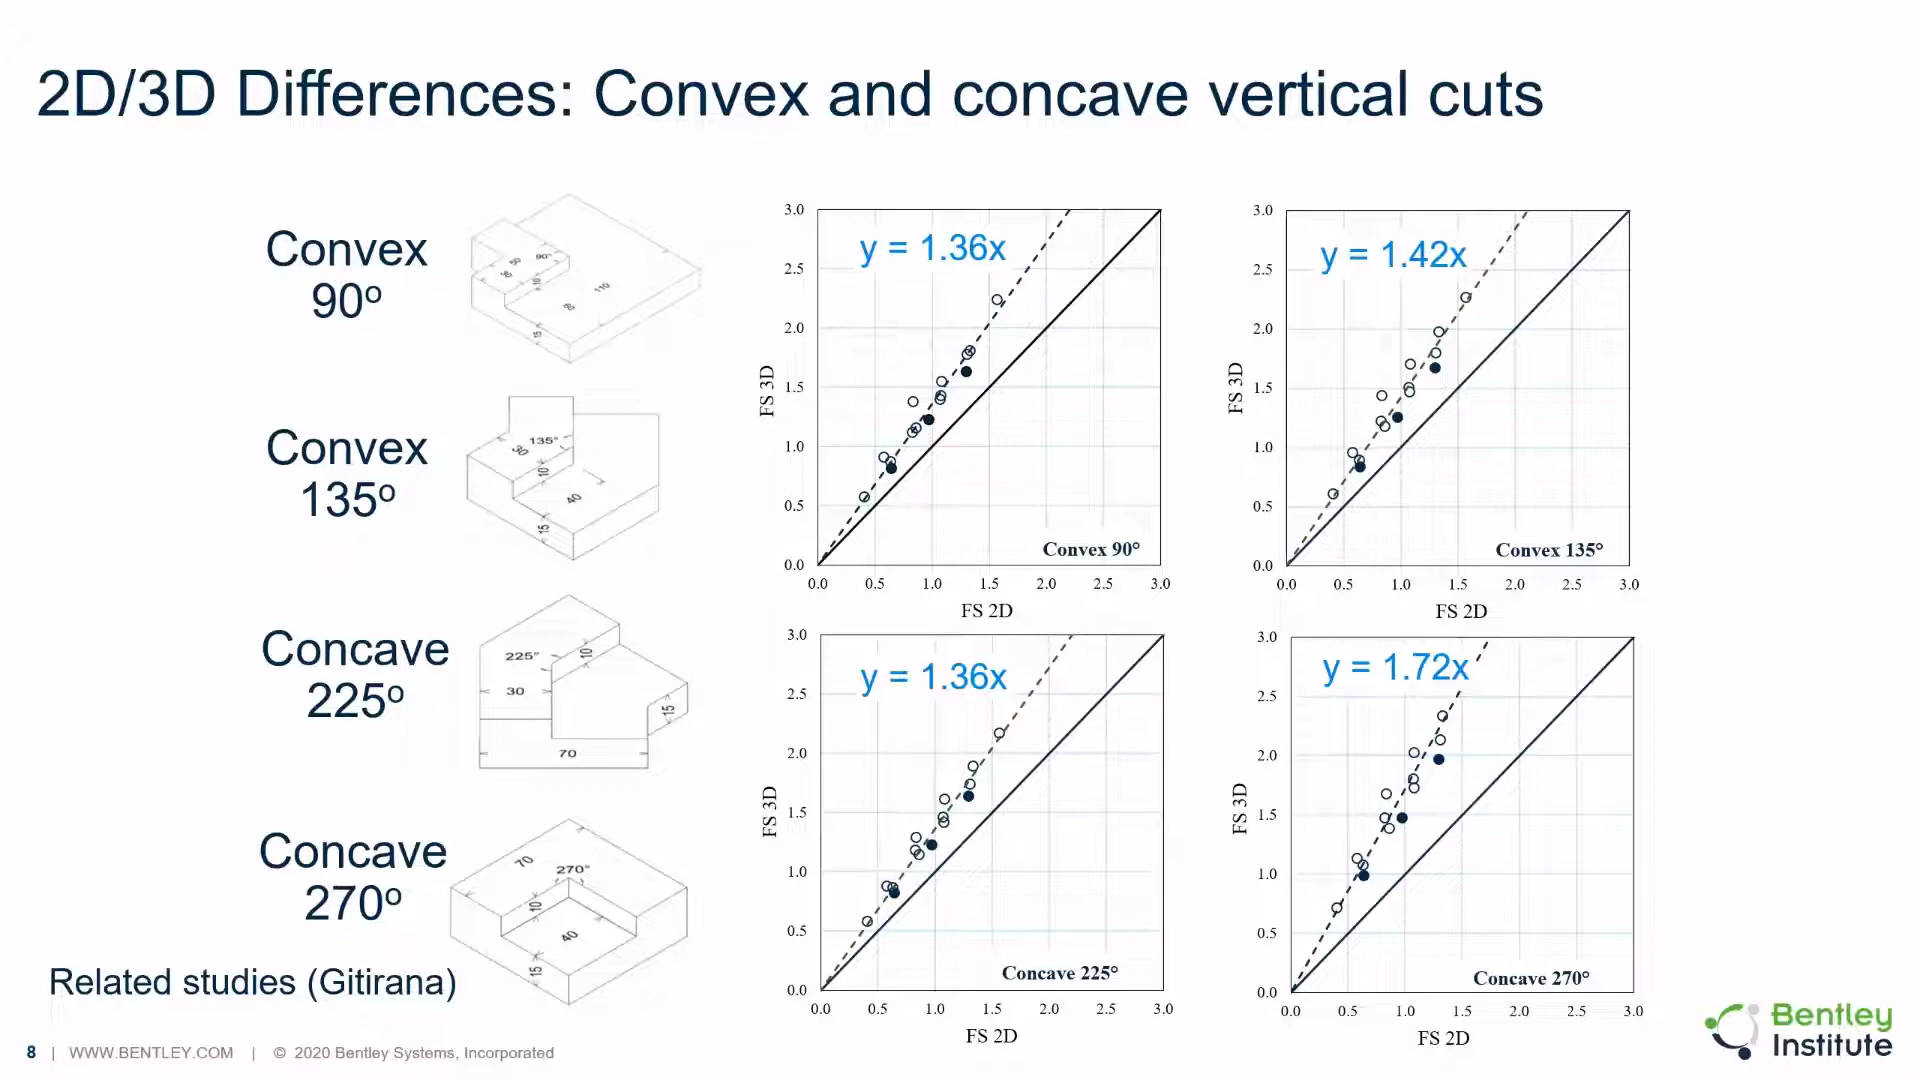 2D/3D Differences: Convex and concave vertical cuts
Convex
90º
50
90°
30
10
60
110
15
y = 1.36x
3.0
2.5
2.0
1.5
1.0
0.5
0.0
FS 3D
Convex 90°
0.0 0.5 1.0 1.5 2.0 2.5 3.0
FS 2D
y = 1.42x
3.0
2.5
2.0
1.5
1.0
0.5
0.0
FS 3D
Convex 135°
0.0 0.5 1.0 1.5 2.0 2.5 3.0
FS 2D
Convex
135º
135°
30
10
40
15
Concave
225º
225°
10
30
15
70
y = 1.36x
3.0
2.5
2.0
1.5
1.0
0.5
0.0
FS 3D
Concave 225°
0.0 0.5 1.0 1.5 2.0 2.5 3.0
FS 2D
y = 1.72x
3.0
2.5
2.0
1.5
1.0
0.5
0.0
FS 3D
Concave 270°
0.0 0.5 1.0 1.5 2.0 2.5 3.0
FS 2D
Concave
270º
70
270°
10
40
15
Related studies (Gitirana)
8 | WWW.BENTLEY.COM | © 2020 Bentley Systems, Incorporated
Bentley
Institute